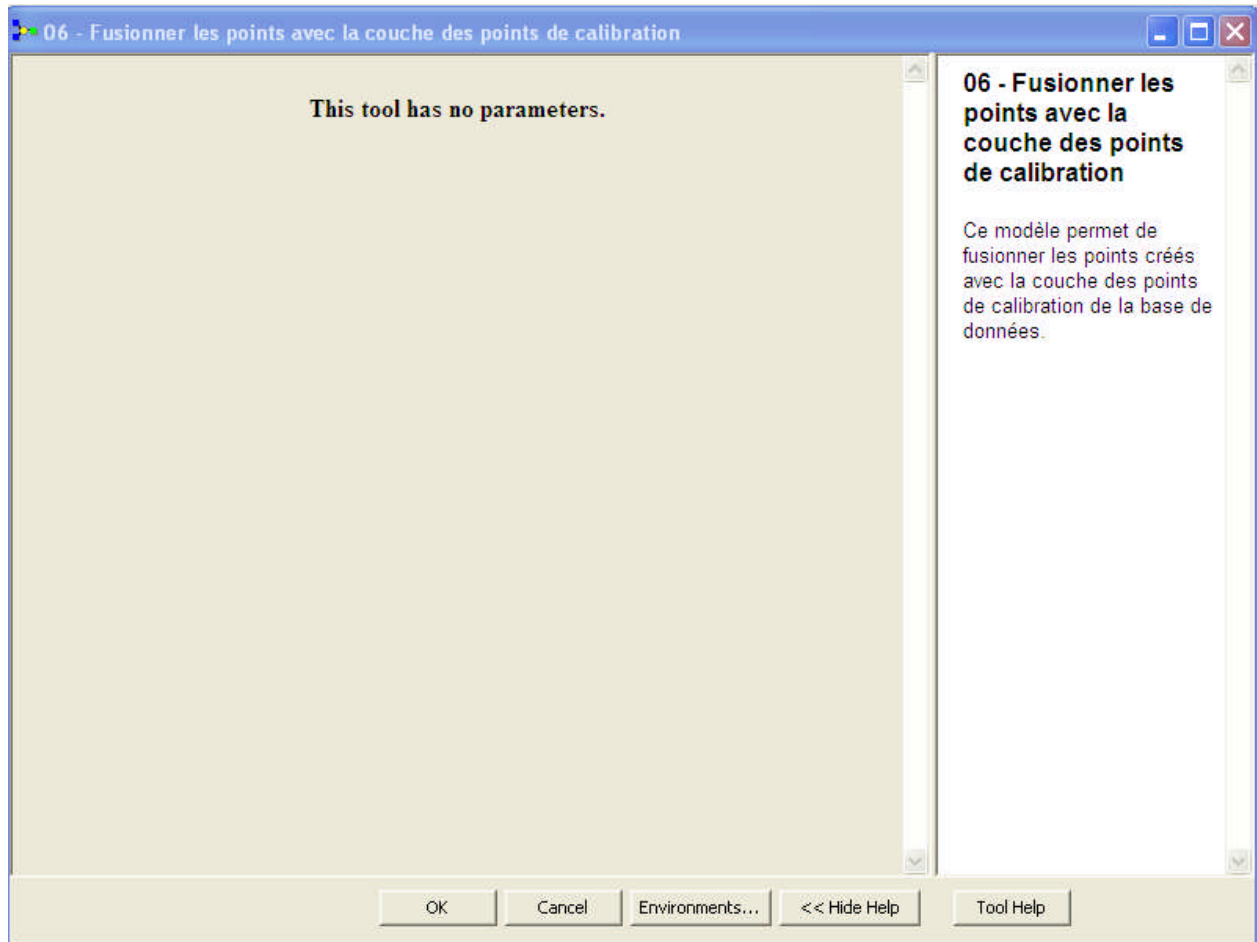 06 - Fusionner les points avec la couche des points de calibration
This tool has no parameters.
06 - Fusionner les
points avec la
couche des points
de calibration
Ce modèle permet de
fusionner les points créés
avec la couche des points
de calibration de la base de
données.
OK
Cancel
Environments...
<< Hide Help
Tool Help